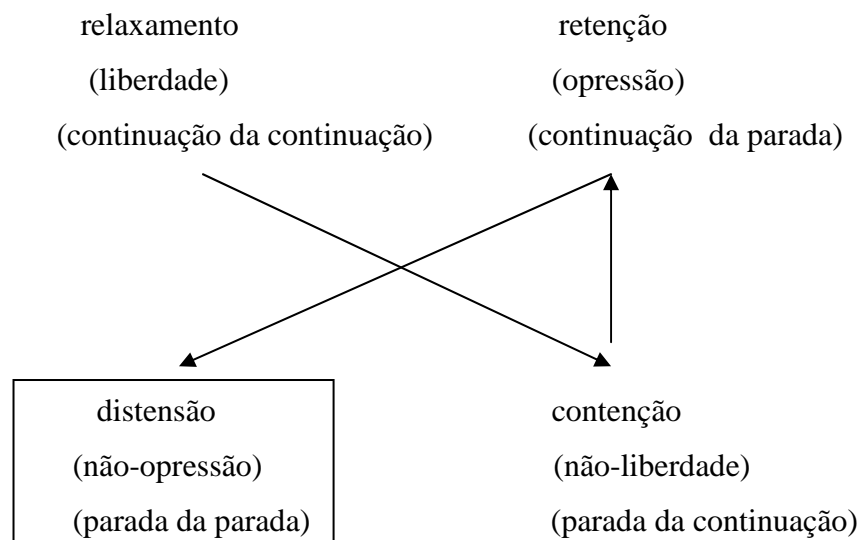 relaxamento
(liberdade)
(continuação da continuação)
retenção
(opressão)
(continuação da parada)
distensão
(não-opressão)
(parada da parada)
contenção
(não-liberdade)
(parada da continuação)